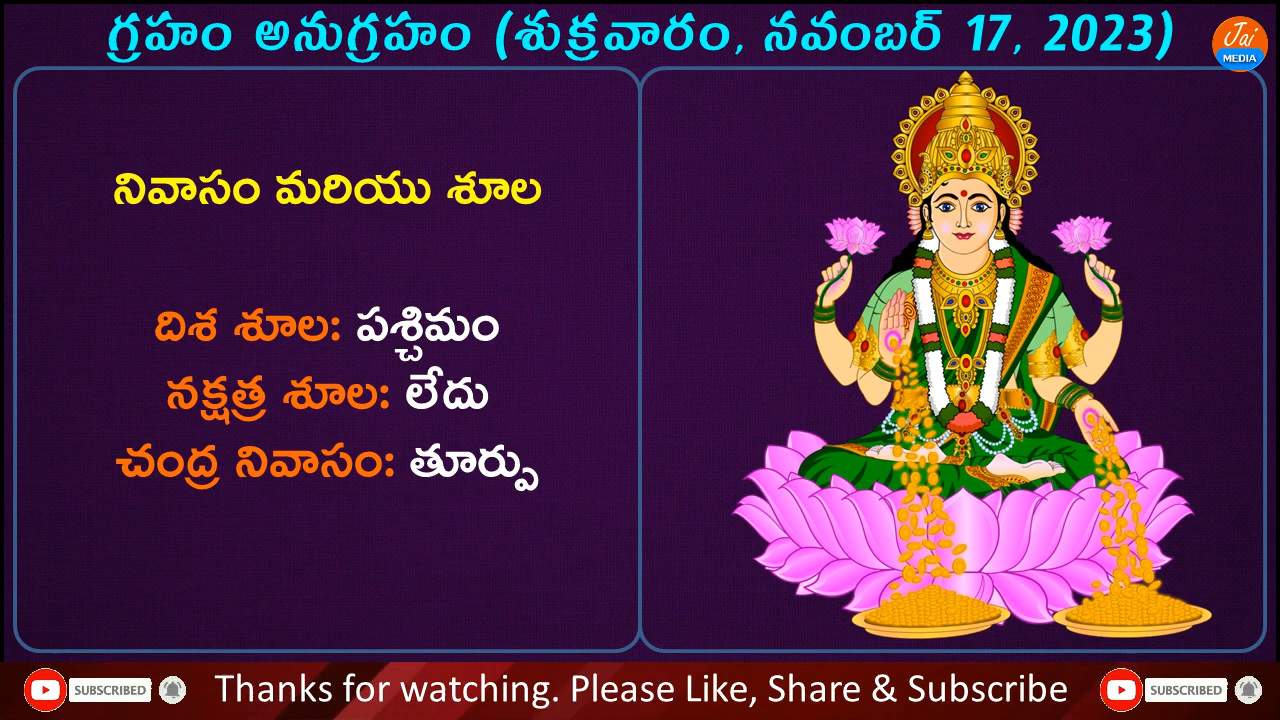 గ్రహం అనుగ్రహం (శుక్రవారం, నవంబర్ 17, 2023)
Jai
MEDIA
నివాసం మరియు శూల
దిశ శూల: పశ్చిమం
నక్షత్ర శూల: లేదు
చంద్ర నివాసం: తూర్పు
SUBSCRIBED
Thanks for watching. Please Like, Share & Subscribe
SUBSCRIBED